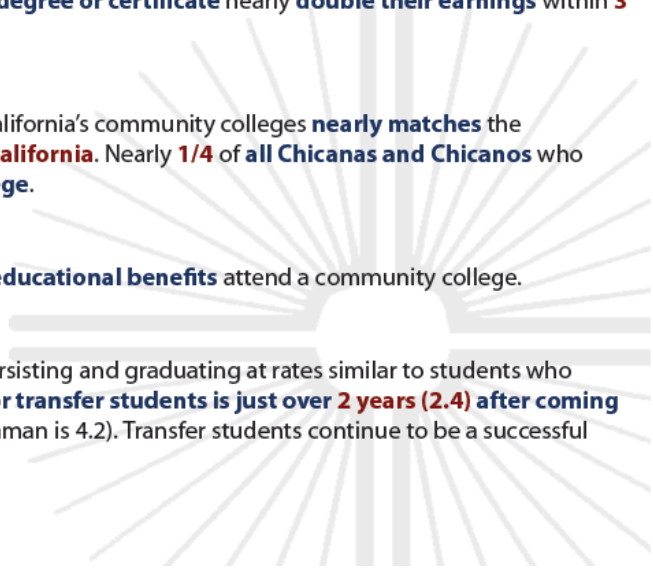 degree or certificate nearly double their earnings within 3
alifornia's community colleges nearly matches the
alifornia. Nearly 1/4 of all Chicanas and Chicanos who
ge.
educational benefits attend a community college.
rsisting and graduating at rates similar to students who
r transfer students is just over 2 years (2.4) after coming
man is 4.2). Transfer students continue to be a successful